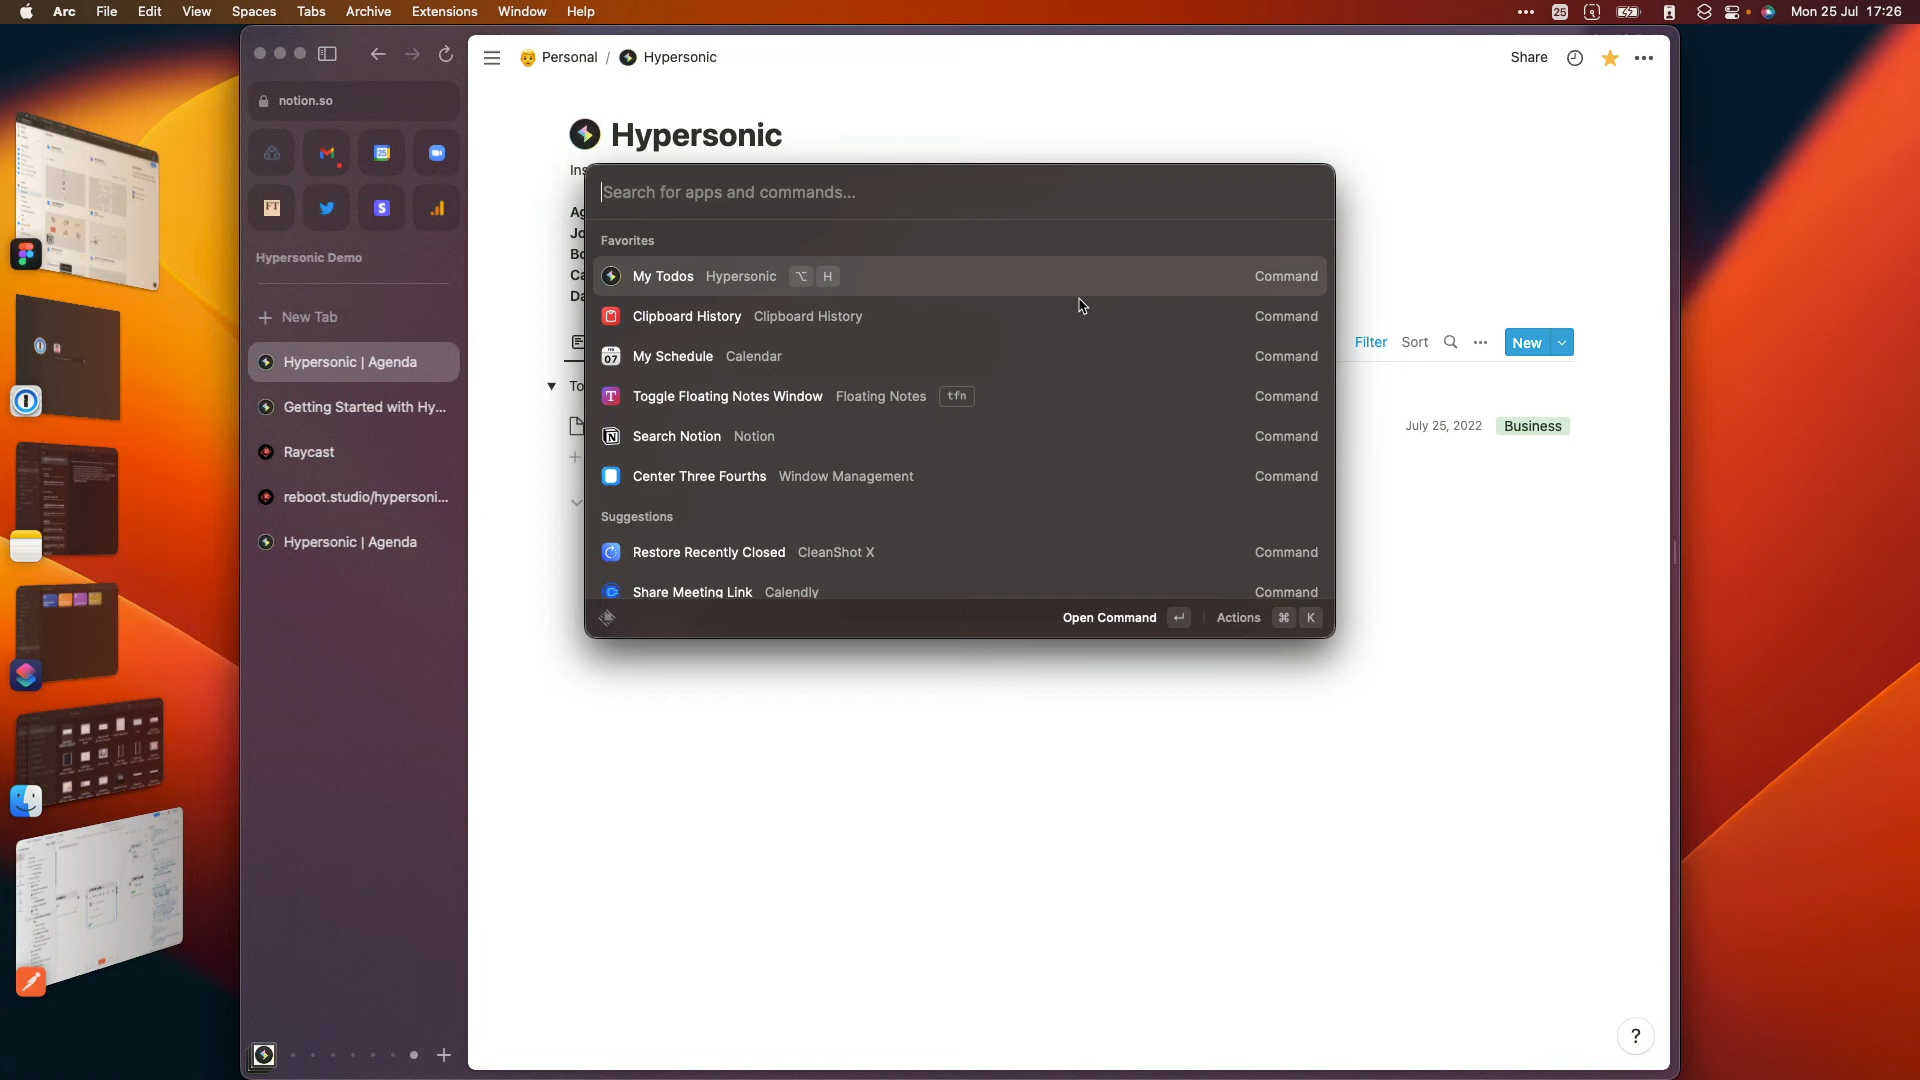 Arc File Edit View Spaces Tabs Archive Extensions Window Help
25 Mon 25 Jul 17:26
notion.so
25
FT
S
Hypersonic Demo
+ New Tab
Hypersonic | Agenda
Getting Started with Hy...
Raycast
reboot.studio/hypersoni...
Hypersonic | Agenda
Personal / Hypersonic
Share
Hypersonic
Search for apps and commands...
Favorites
My Todos Hypersonic ⌥ H Command
Clipboard History Clipboard History Command
FEB 07 My Schedule Calendar Command
T Toggle Floating Notes Window Floating Notes tfn Command
Search Notion Notion Command
Center Three Fourths Window Management Command
Suggestions
Restore Recently Closed CleanShot X Command
Share Meeting Link Calendly Command
Open Command ↵ Actions ⌘ K
Filter Sort New
July 25, 2022 Business
?